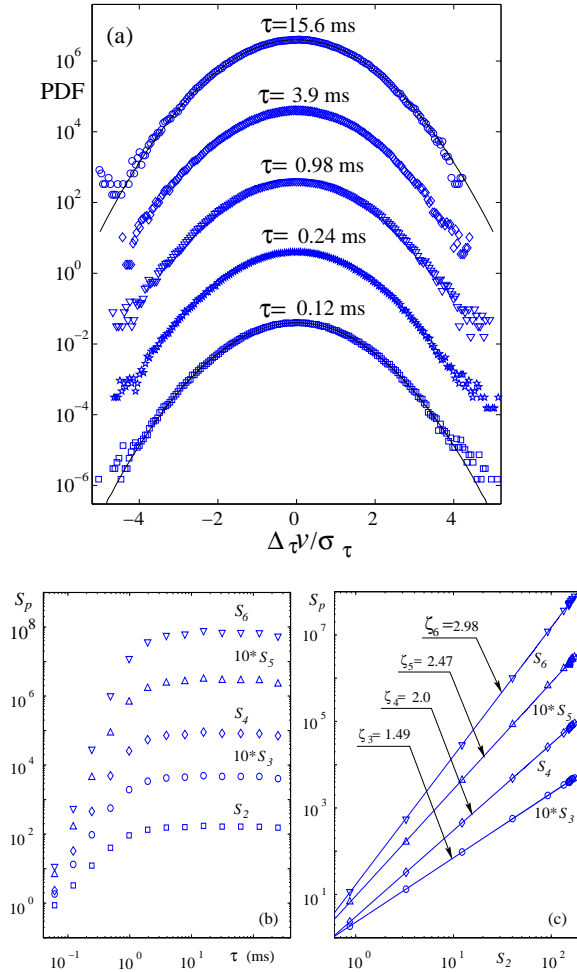 (a)
PDF
10^6
10^4
10^2
10^0
10^-2
10^-4
10^-6
τ=15.6 ms
τ= 3.9 ms
τ= 0.98 ms
τ= 0.24 ms
τ= 0.12 ms
−4 −2 0 2 4
Δ_τ v/σ_τ
S_p
10^8
10^6
10^4
10^2
10^0
S_6
10*S_5
S_4
10*S_3
S_2
(b)
10^-1 10^0 10^1 10^2
τ (ms)
S_p
10^7
10^5
10^3
10^1
ζ_6=2.98
ζ_5= 2.47
ζ_4= 2.0
ζ_3= 1.49
S_6
10*S_5
S_4
10*S_3
(c)
10^0 10^1 S_2 10^2